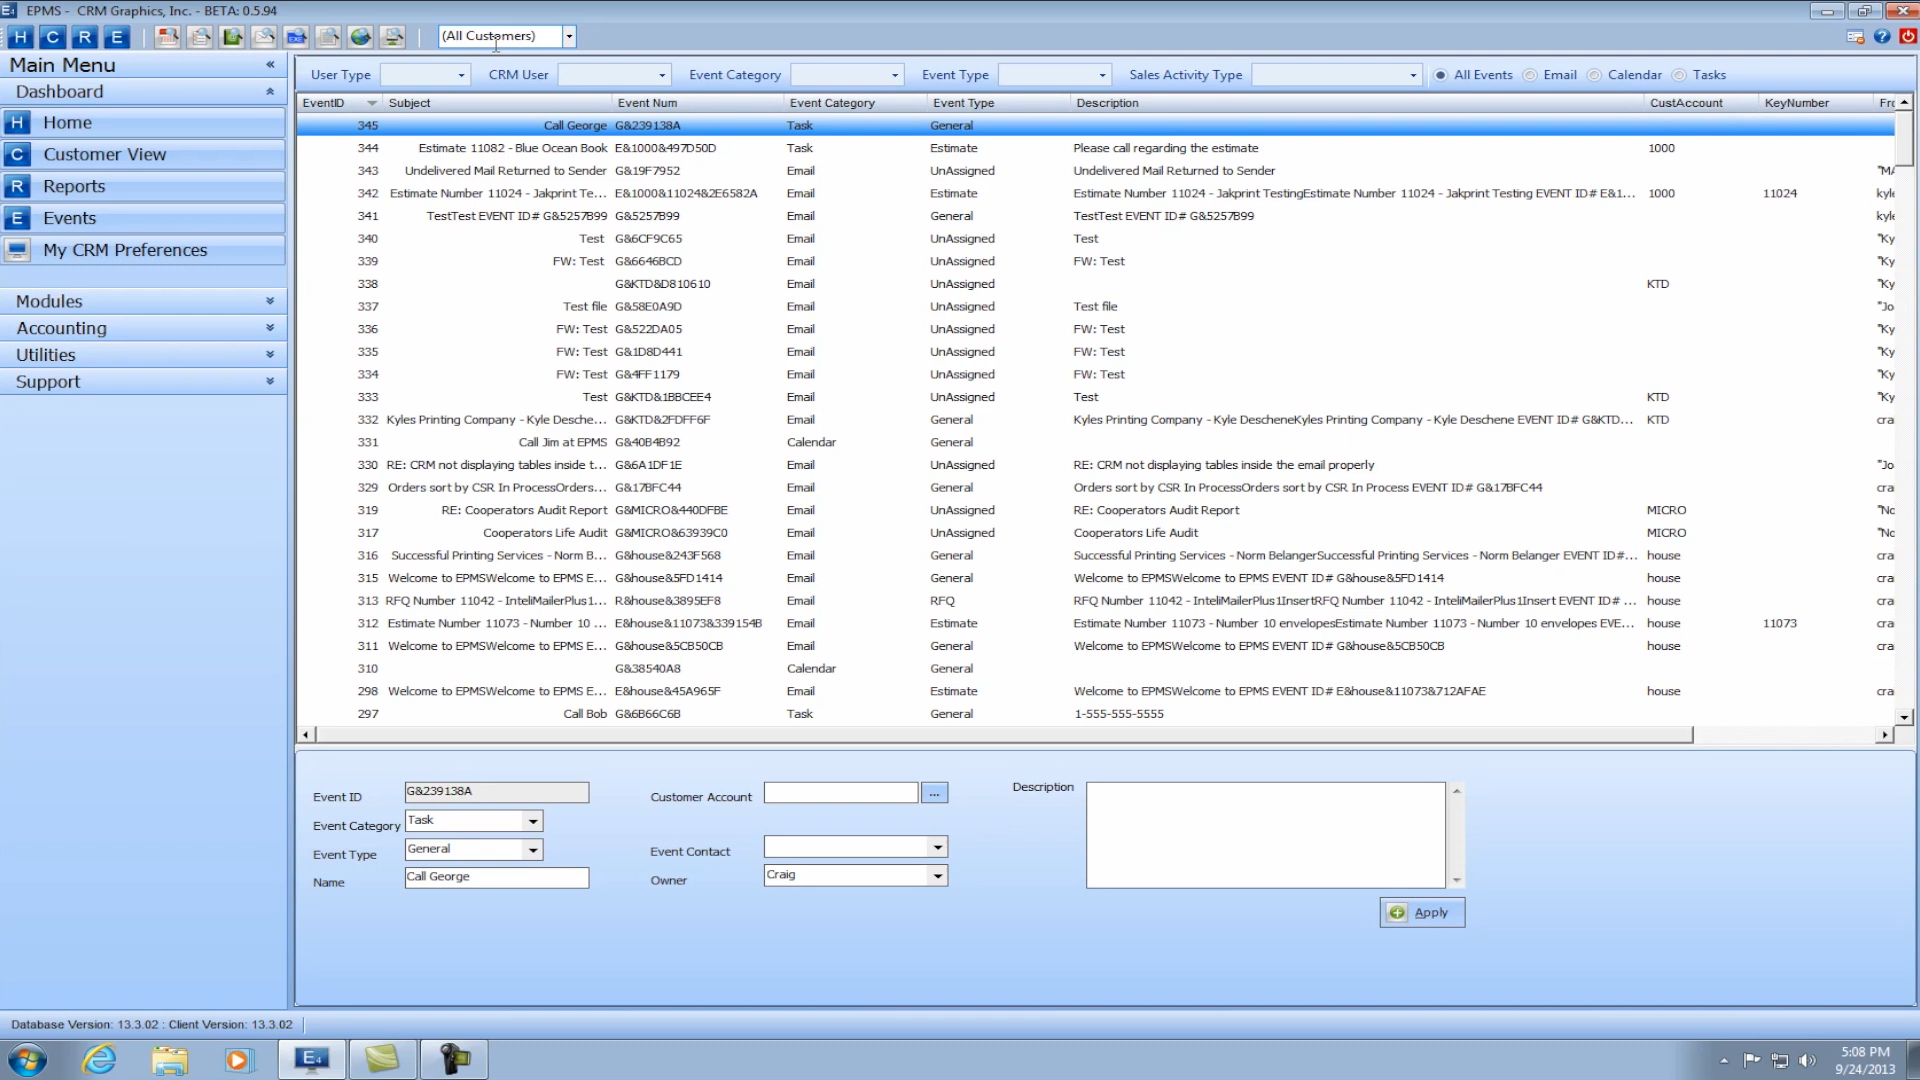 EPMS - CRM Graphics, Inc. - BETA: 0.5.94
H C R E (All Customers)
Main Menu
Dashboard
H Home
C Customer View
R Reports
E Events
My CRM Preferences
Modules
Accounting
Utilities
Support
User Type CRM User Event Category Event Type Sales Activity Type All Events Email Calendar Tasks
EventID Subject Event Num Event Category Event Type Description CustAccount KeyNumber Frc
345 Call George G&239138A Task General
344 Estimate 11082 - Blue Ocean Book E&1000&497D50D Task Estimate Please call regarding the estimate 1000
343 Undelivered Mail Returned to Sender G&19F7952 Email UnAssigned Undelivered Mail Returned to Sender "MA
342 Estimate Number 11024 - Jakprint Te... E&1000&11024&2E6582A Email Estimate Estimate Number 11024 - Jakprint TestingEstimate Number 11024 - Jakprint Testing EVENT ID# E&1... 1000 11024 kyle
341 TestTest EVENT ID# G&5257B99 G&5257B99 Email General TestTest EVENT ID# G&5257B99 kyle
340 Test G&6CF9C65 Email UnAssigned Test "Ky
339 FW: Test G&6646BCD Email UnAssigned FW: Test "Ky
338 G&KTD&D810610 Email UnAssigned KTD "Ky
337 Test file G&58E0A9D Email UnAssigned Test file "Jo
336 FW: Test G&522DA05 Email UnAssigned FW: Test "Ky
335 FW: Test G&1D8D441 Email UnAssigned FW: Test "Ky
334 FW: Test G&4FF1179 Email UnAssigned FW: Test "Ky
333 Test G&KTD&1BBCEE4 Email UnAssigned Test KTD "Ky
332 Kyles Printing Company - Kyle Desche... G&KTD&2FDFF6F Email General Kyles Printing Company - Kyle DescheneKyles Printing Company - Kyle Deschene EVENT ID# G&KTD... KTD cra
331 Call Jim at EPMS G&40B4B92 Calendar General
330 RE: CRM not displaying tables inside t... G&6A1DF1E Email UnAssigned RE: CRM not displaying tables inside the email properly "Jo
329 Orders sort by CSR In ProcessOrders... G&17BFC44 Email General Orders sort by CSR In ProcessOrders sort by CSR In Process EVENT ID# G&17BFC44 cra
319 RE: Cooperators Audit Report G&MICRO&440DFBE Email UnAssigned RE: Cooperators Audit Report MICRO "No
317 Cooperators Life Audit G&MICRO&63939C0 Email UnAssigned Cooperators Life Audit MICRO "No
316 Successful Printing Services - Norm B... G&house&243F568 Email General Successful Printing Services - Norm BelangerSuccessful Printing Services - Norm Belanger EVENT ID#... house cra
315 Welcome to EPMSWelcome to EPMS E... G&house&5FD1414 Email General Welcome to EPMSWelcome to EPMS EVENT ID# G&house&5FD1414 house cra
313 RFQ Number 11042 - InteliMailerPlus1... R&house&3895EF8 Email RFQ RFQ Number 11042 - InteliMailerPlus1InsertRFQ Number 11042 - InteliMailerPlus1Insert EVENT ID# ... house cra
312 Estimate Number 11073 - Number 10 ... E&house&11073&339154B Email Estimate Estimate Number 11073 - Number 10 envelopesEstimate Number 11073 - Number 10 envelopes EVE... house 11073 cra
311 Welcome to EPMSWelcome to EPMS E... G&house&5CB50CB Email General Welcome to EPMSWelcome to EPMS EVENT ID# G&house&5CB50CB house cra
310 G&38540A8 Calendar General
298 Welcome to EPMSWelcome to EPMS E... E&house&45A965F Email Estimate Welcome to EPMSWelcome to EPMS EVENT ID# E&house&11073&712AFAE house cra
297 Call Bob G&6B66C6B Task General 1-555-555-5555
Event ID G&239138A Customer Account ... Description
Event Category Task
Event Type General Event Contact
Name Call George Owner Craig
Apply
Database Version: 13.3.02 : Client Version: 13.3.02
5:08 PM
9/24/2013